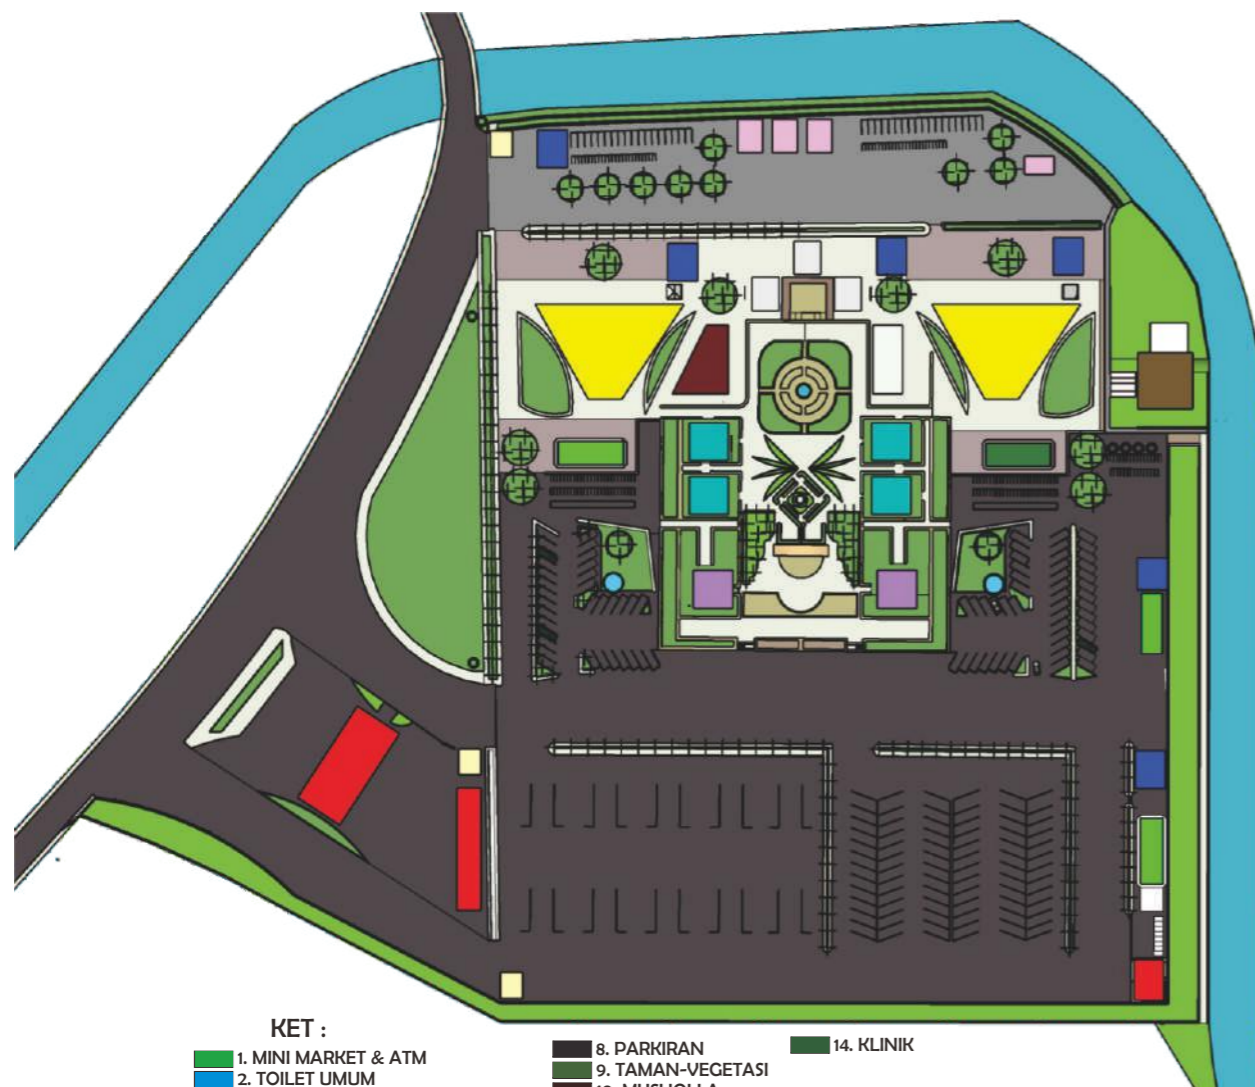 KET :
1. MINI MARKET & ATM
2. TOILET UMUM
8. PARKIRAN
9. TAMAN-VEGETASI
14. KLINIK